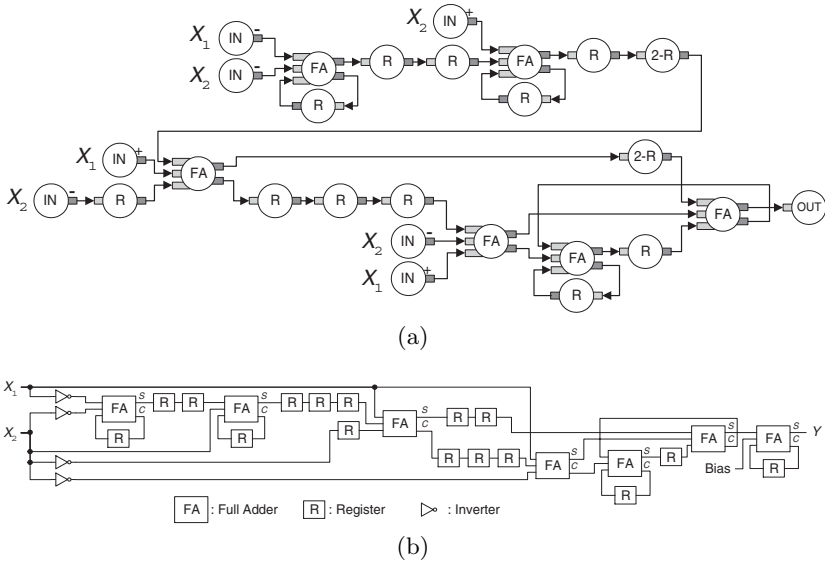 X1 IN -
X2 IN -
FA
R
R
R
X2 IN +
FA
R
R
2-R
X1 IN +
X2 IN - R
FA
2-R
R
R
R
X2 IN -
X1 IN +
FA
FA
R
R
FA
OUT
(a)
X1
X2
FA S C
R
R R
FA S C
R
R R R
R
FA S C
R R
R R R
FA S C
FA S C
R
R
FA S C
Bias
FA S C
R
Y
FA : Full Adder R : Register : Inverter
(b)